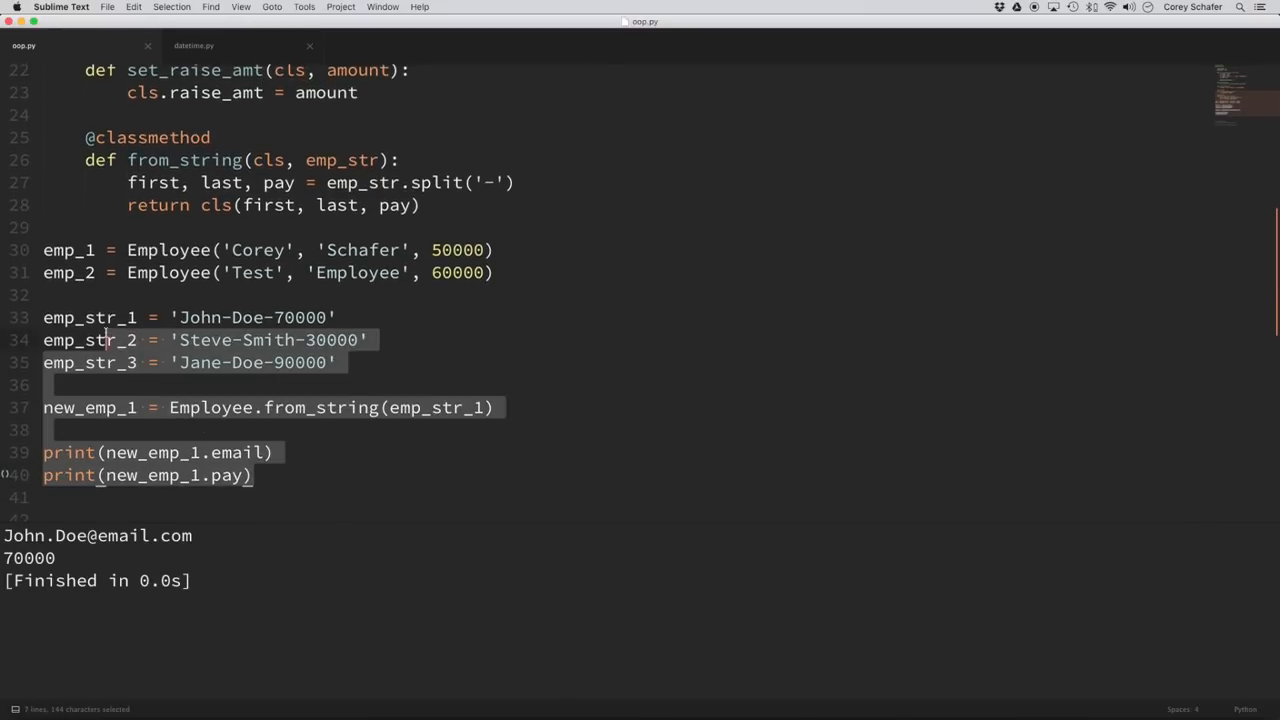 Sublime Text File Edit Selection Find View Goto Tools Project Window Help Corey Schafer
oop.py
oop.py datetime.py
22 def set_raise_amt(cls, amount):
23 cls.raise_amt = amount
24
25 @classmethod
26 def from_string(cls, emp_str):
27 first, last, pay = emp_str.split('-')
28 return cls(first, last, pay)
29
30 emp_1 = Employee('Corey', 'Schafer', 50000)
31 emp_2 = Employee('Test', 'Employee', 60000)
32
33 emp_str_1 = 'John-Doe-70000'
34 emp_str_2 = 'Steve-Smith-30000'
35 emp_str_3 = 'Jane-Doe-90000'
36
37 new_emp_1 = Employee.from_string(emp_str_1)
38
39 print(new_emp_1.email)
40 print(new_emp_1.pay)
41
42
John.Doe@email.com
70000
[Finished in 0.0s]
7 lines, 144 characters selected Spaces: 4 Python